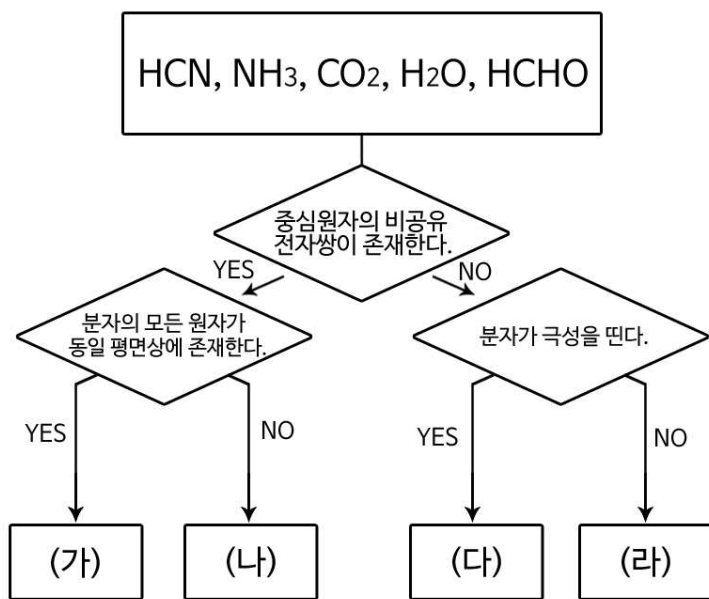 HCN, NH3, CO2, H2O, HCHO
중심원자의 비공유
전자쌍이 존재한다.
YES
NO
분자의 모든 원자가
동일 평면상에 존재한다.
분자가 극성을 띤다.
YES
NO
YES
NO
(가)
(나)
(다)
(라)